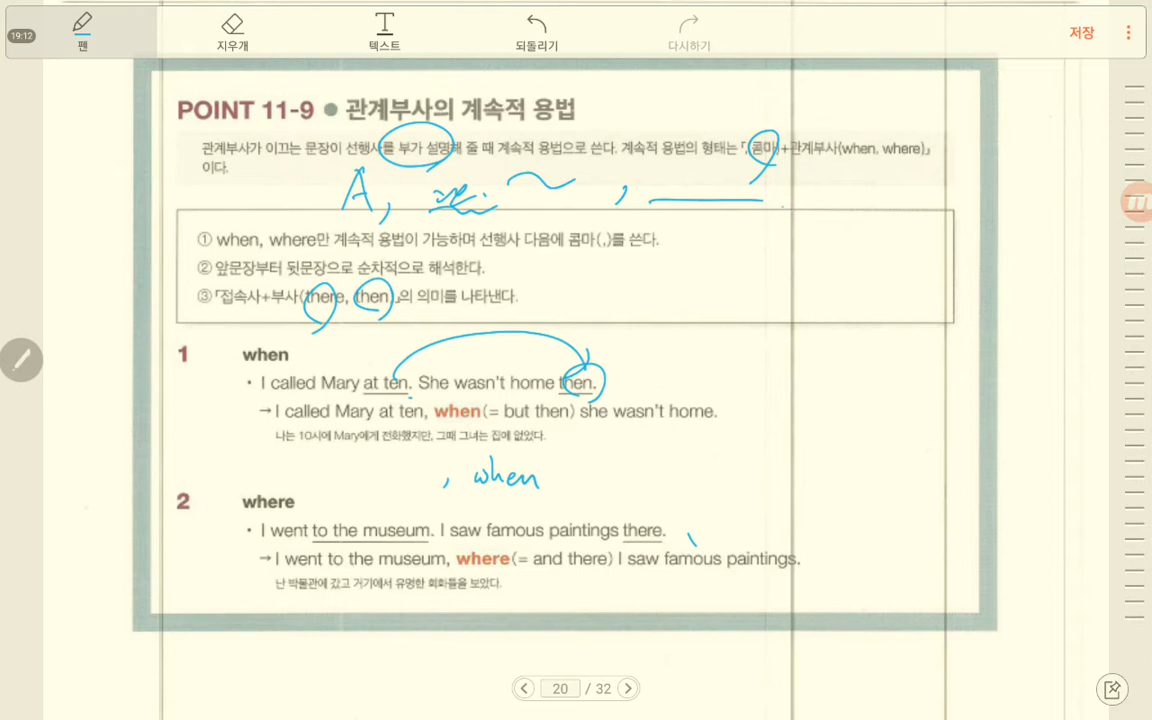 19:12
펜
지우개
텍스트
되돌리기
다시하기
저장
POINT 11-9 ● 관계부사의 계속적 용법
관계부사가 이끄는 문장이 선행사를 부가 설명해 줄 때 계속적 용법으로 쓴다. 계속적 용법의 형태는 「, 콤마+관계부사(when, where)」
이다.
A,
① when, where만 계속적 용법이 가능하며 선행사 다음에 콤마(,)를 쓴다.
② 앞문장부터 뒷문장으로 순차적으로 해석한다.
③ 「접속사+부사(there, then)」의 의미를 나타낸다.
1 when
· I called Mary at ten. She wasn't home then.
→ I called Mary at ten, when(= but then) she wasn't home.
나는 10시에 Mary에게 전화했지만, 그때 그녀는 집에 없었다.
, when
2 where
· I went to the museum. I saw famous paintings there.
→ I went to the museum, where(= and there) I saw famous paintings.
난 박물관에 갔고 거기에서 유명한 회화들을 보았다.
20 / 32